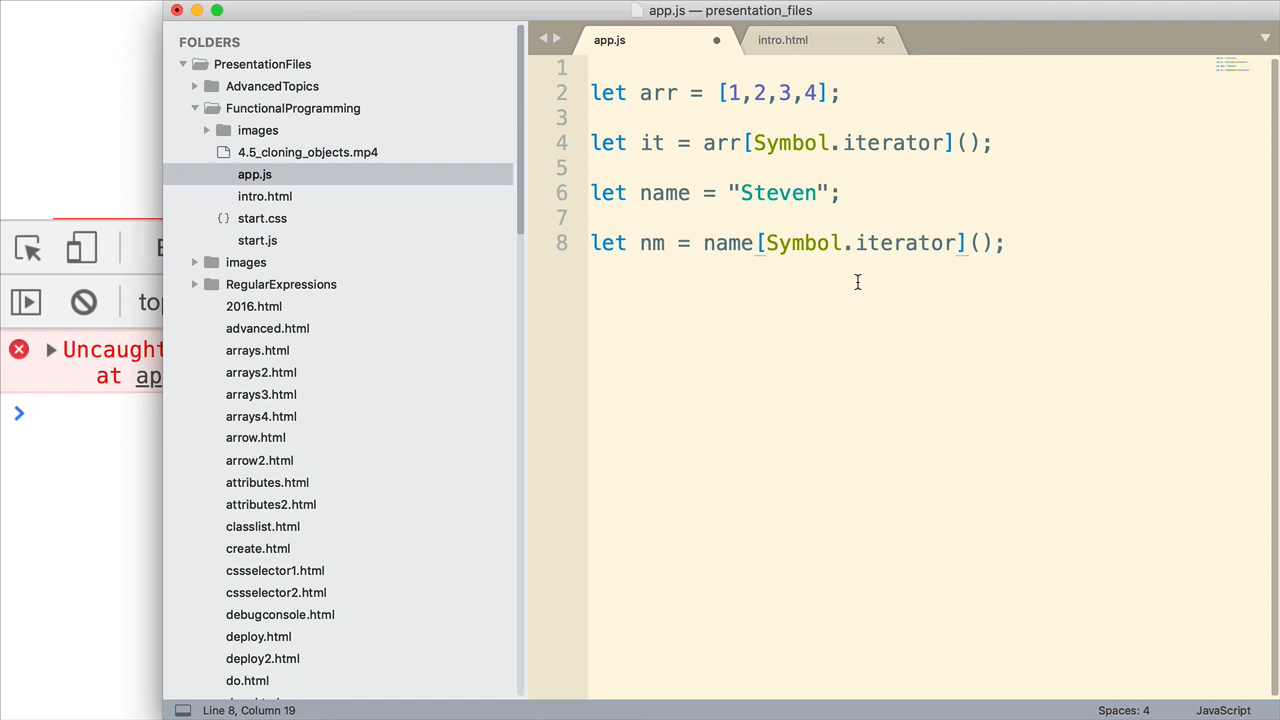 app.js — presentation_files
FOLDERS
PresentationFiles
AdvancedTopics
FunctionalProgramming
images
4.5_cloning_objects.mp4
app.js
intro.html
{} start.css
start.js
images
RegularExpressions
2016.html
advanced.html
arrays.html
arrays2.html
arrays3.html
arrays4.html
arrow.html
arrow2.html
attributes.html
attributes2.html
classlist.html
create.html
cssselector1.html
cssselector2.html
debugconsole.html
deploy.html
deploy2.html
do.html
app.js
intro.html
1
2 let arr = [1,2,3,4];
3
4 let it = arr[Symbol.iterator]();
5
6 let name = "Steven";
7
8 let nm = name[Symbol.iterator]();
Uncaught
at ap
Line 8, Column 19
Spaces: 4
JavaScript